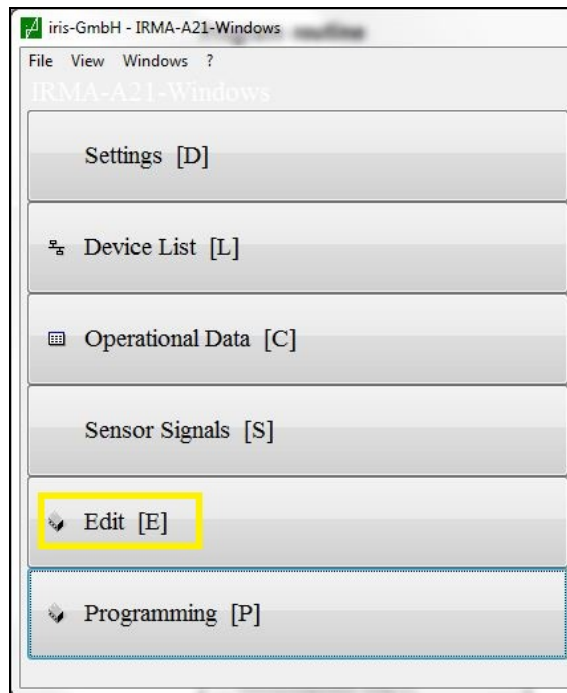 iris-GmbH - IRMA-A21-Windows
File View Windows ?
IRMA-A21-Windows
Settings [D]
Device List [L]
Operational Data [C]
Sensor Signals [S]
Edit [E]
Programming [P]